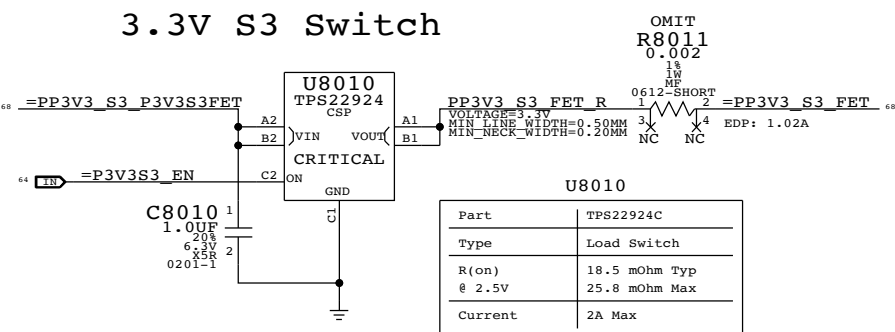 3.3V S3 Switch
OMIT
R8011
0.002
1%
1W
MF
0612-SHORT
68 =PP3V3_S3_P3V3S3FET
U8010
TPS22924
CSP
A2 VIN
B2
VOUT A1
B1
CRITICAL
C2 ON
GND
C1
PP3V3_S3_FET_R
VOLTAGE=3.3V
MIN_LINE_WIDTH=0.50MM
MIN_NECK_WIDTH=0.20MM
1 2
3 4
NC NC
=PP3V3_S3_FET 68
EDP: 1.02A
64 IN =P3V3S3_EN
C8010 1
1.0UF
20%
6.3V
X5R 2
0201-1
U8010
Part TPS22924C
Type Load Switch
R(on) 18.5 mOhm Typ
@ 2.5V 25.8 mOhm Max
Current 2A Max